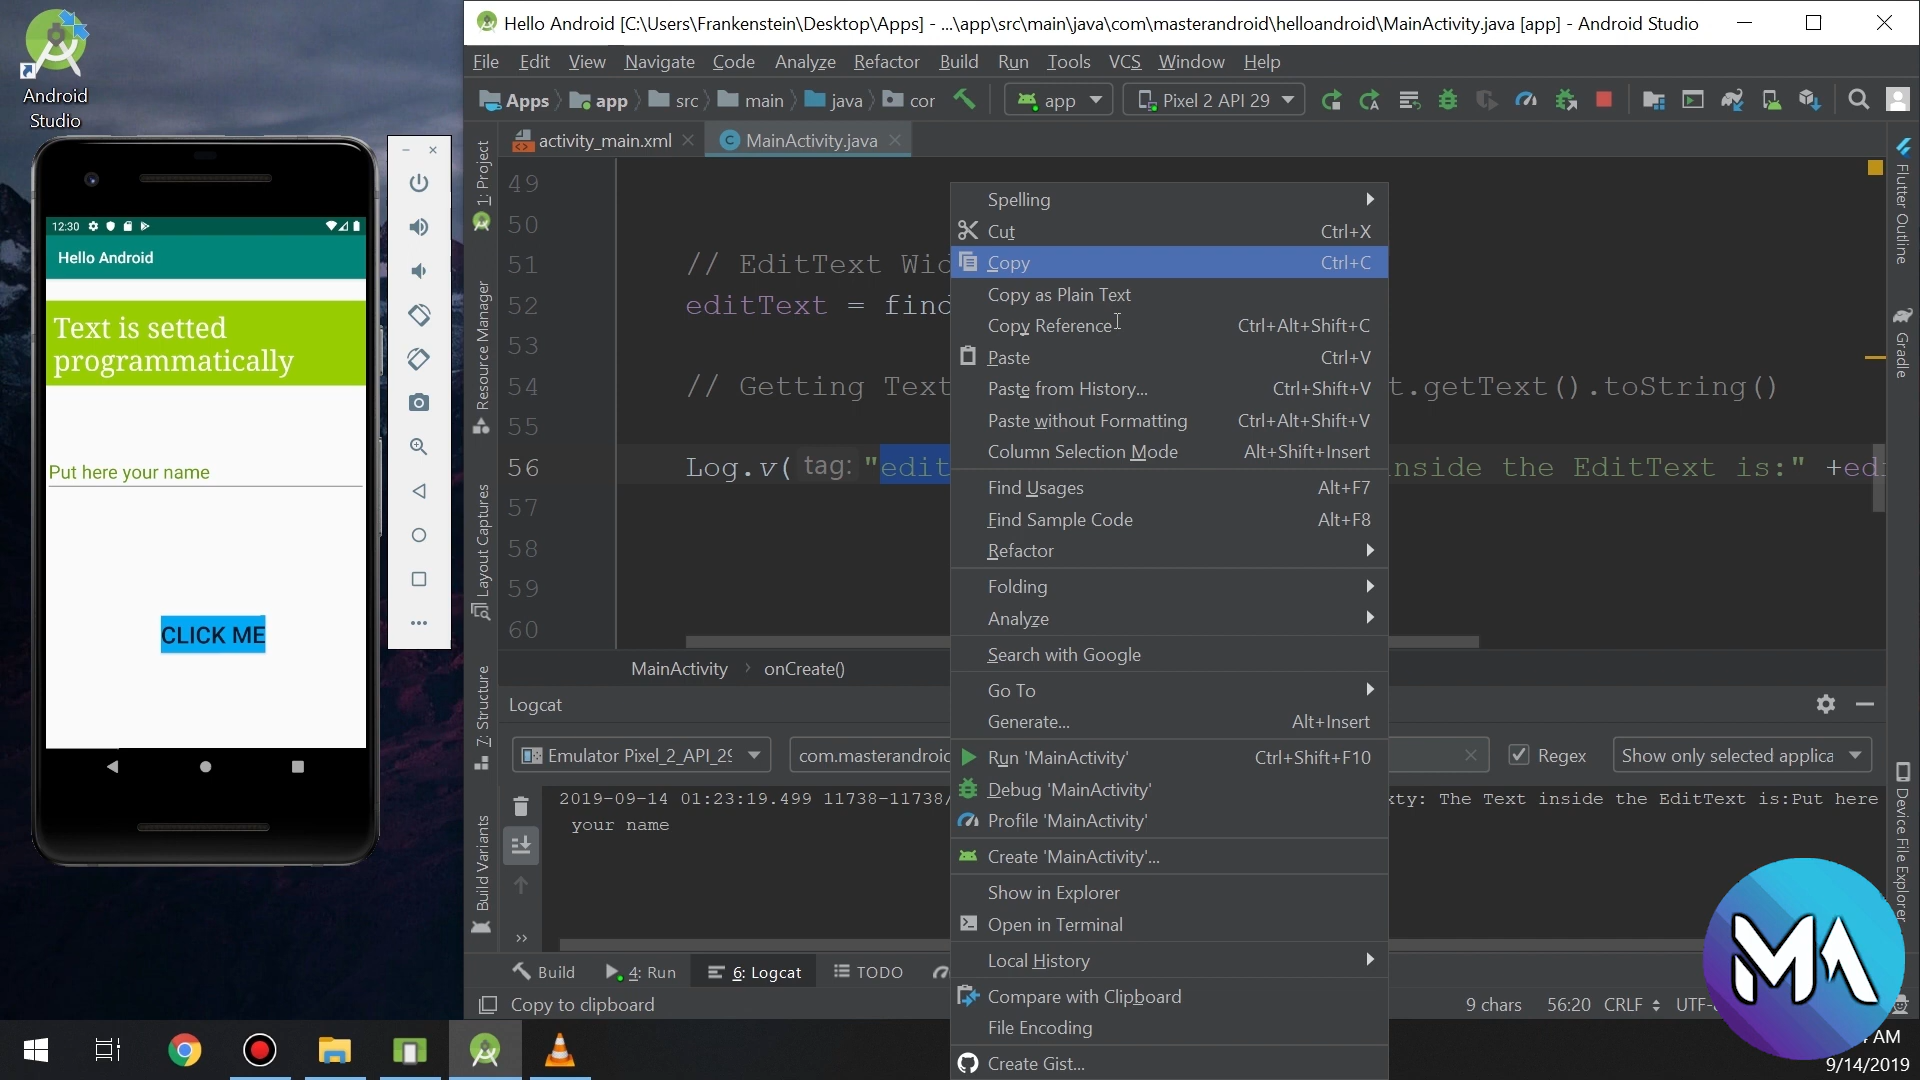 Android
Studio
12:30
Hello Android
Text is setted
programmatically
Put here your name
CLICK ME
Hello Android [C:\Users\Frankenstein\Desktop\Apps] - ...\app\src\main\java\com\masterandroid\helloandroid\MainActivity.java [app] - Android Studio
File Edit View Navigate Code Analyze Refactor Build Run Tools VCS Window Help
Apps app src main java cor app Pixel 2 API 29
activity_main.xml MainActivity.java
1: Project
Resource Manager
Layout Captures
7: Structure
Build Variants
49
50
51 // EditText Wid
52 editText = find
53
54 // Getting Text t.getText().toString()
55
56 Log.v( tag: "edit nside the EditText is:" +edi
57
58
59
60
MainActivity onCreate()
Spelling
Cut Ctrl+X
Copy Ctrl+C
Copy as Plain Text
Copy Reference Ctrl+Alt+Shift+C
Paste Ctrl+V
Paste from History... Ctrl+Shift+V
Paste without Formatting Ctrl+Alt+Shift+V
Column Selection Mode Alt+Shift+Insert
Find Usages Alt+F7
Find Sample Code Alt+F8
Refactor
Folding
Analyze
Search with Google
Go To
Generate... Alt+Insert
Run 'MainActivity' Ctrl+Shift+F10
Debug 'MainActivity'
Profile 'MainActivity'
Create 'MainActivity'...
Show in Explorer
Open in Terminal
Local History
Compare with Clipboard
File Encoding
Create Gist...
Logcat
Emulator Pixel_2_API_29 com.masterandroid Regex Show only selected applica
2019-09-14 01:23:19.499 11738-11738/ xty: The Text inside the EditText is:Put here
your name
Build 4: Run 6: Logcat TODO
Copy to clipboard 9 chars 56:20 CRLF UTF-
Flutter Outline
Gradle
Device File Explorer
MA
AM
9/14/2019